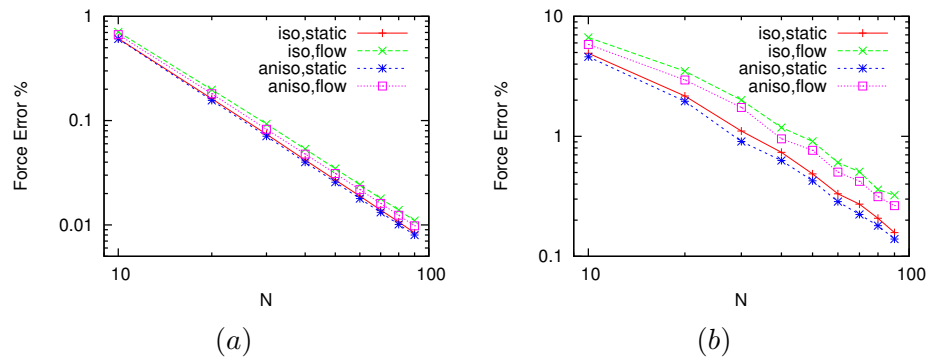 1
0.1
0.01
10
100
Force Error %
N
iso,static
iso,flow
aniso,static
aniso,flow
(a)
10
1
0.1
10
100
Force Error %
N
iso,static
iso,flow
aniso,static
aniso,flow
(b)